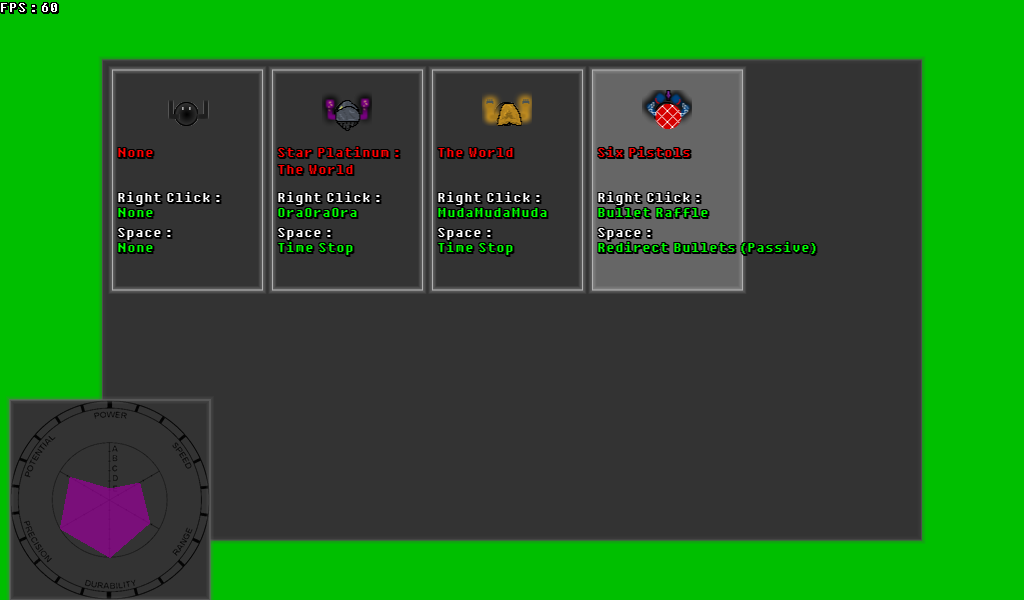 FPS: 60
None
Right Click:
None
Space:
None
Star Platinum:
The World
Right Click:
OraOraOra
Space:
Time Stop
The World
Right Click:
MudaMudaMuda
Space:
Time Stop
Six Pistols
Right Click:
Bullet Raffle
Space:
Redirect Bullets (Passive)
POWER
SPEED
RANGE
DURABILITY
PRECISION
POTENTIAL
A
B
C
D